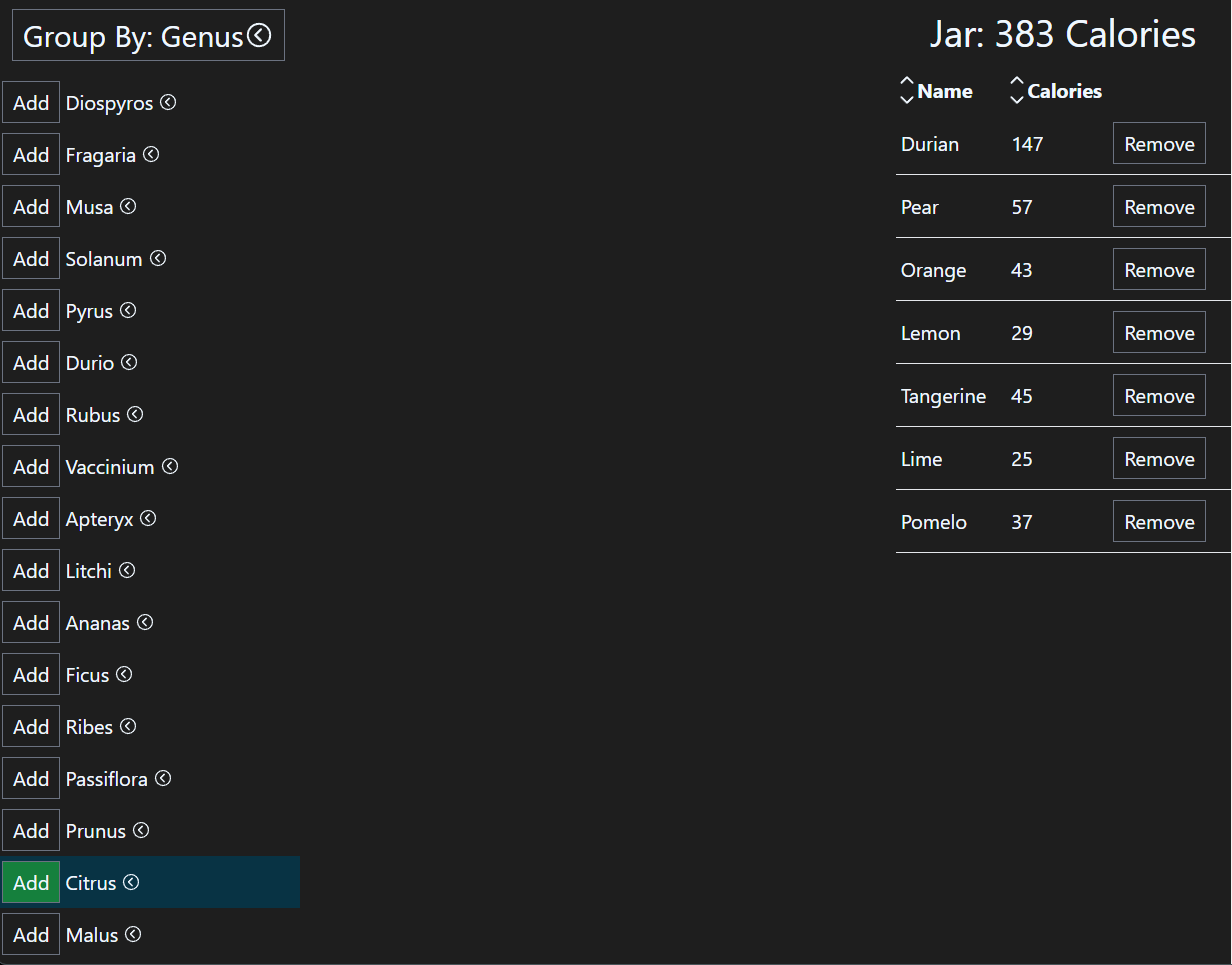 Group By: Genus
Add Diospyros
Add Fragaria
Add Musa
Add Solanum
Add Pyrus
Add Durio
Add Rubus
Add Vaccinium
Add Apteryx
Add Litchi
Add Ananas
Add Ficus
Add Ribes
Add Passiflora
Add Prunus
Add Citrus
Add Malus
Jar: 383 Calories
Name Calories
Durian 147 Remove
Pear 57 Remove
Orange 43 Remove
Lemon 29 Remove
Tangerine 45 Remove
Lime 25 Remove
Pomelo 37 Remove